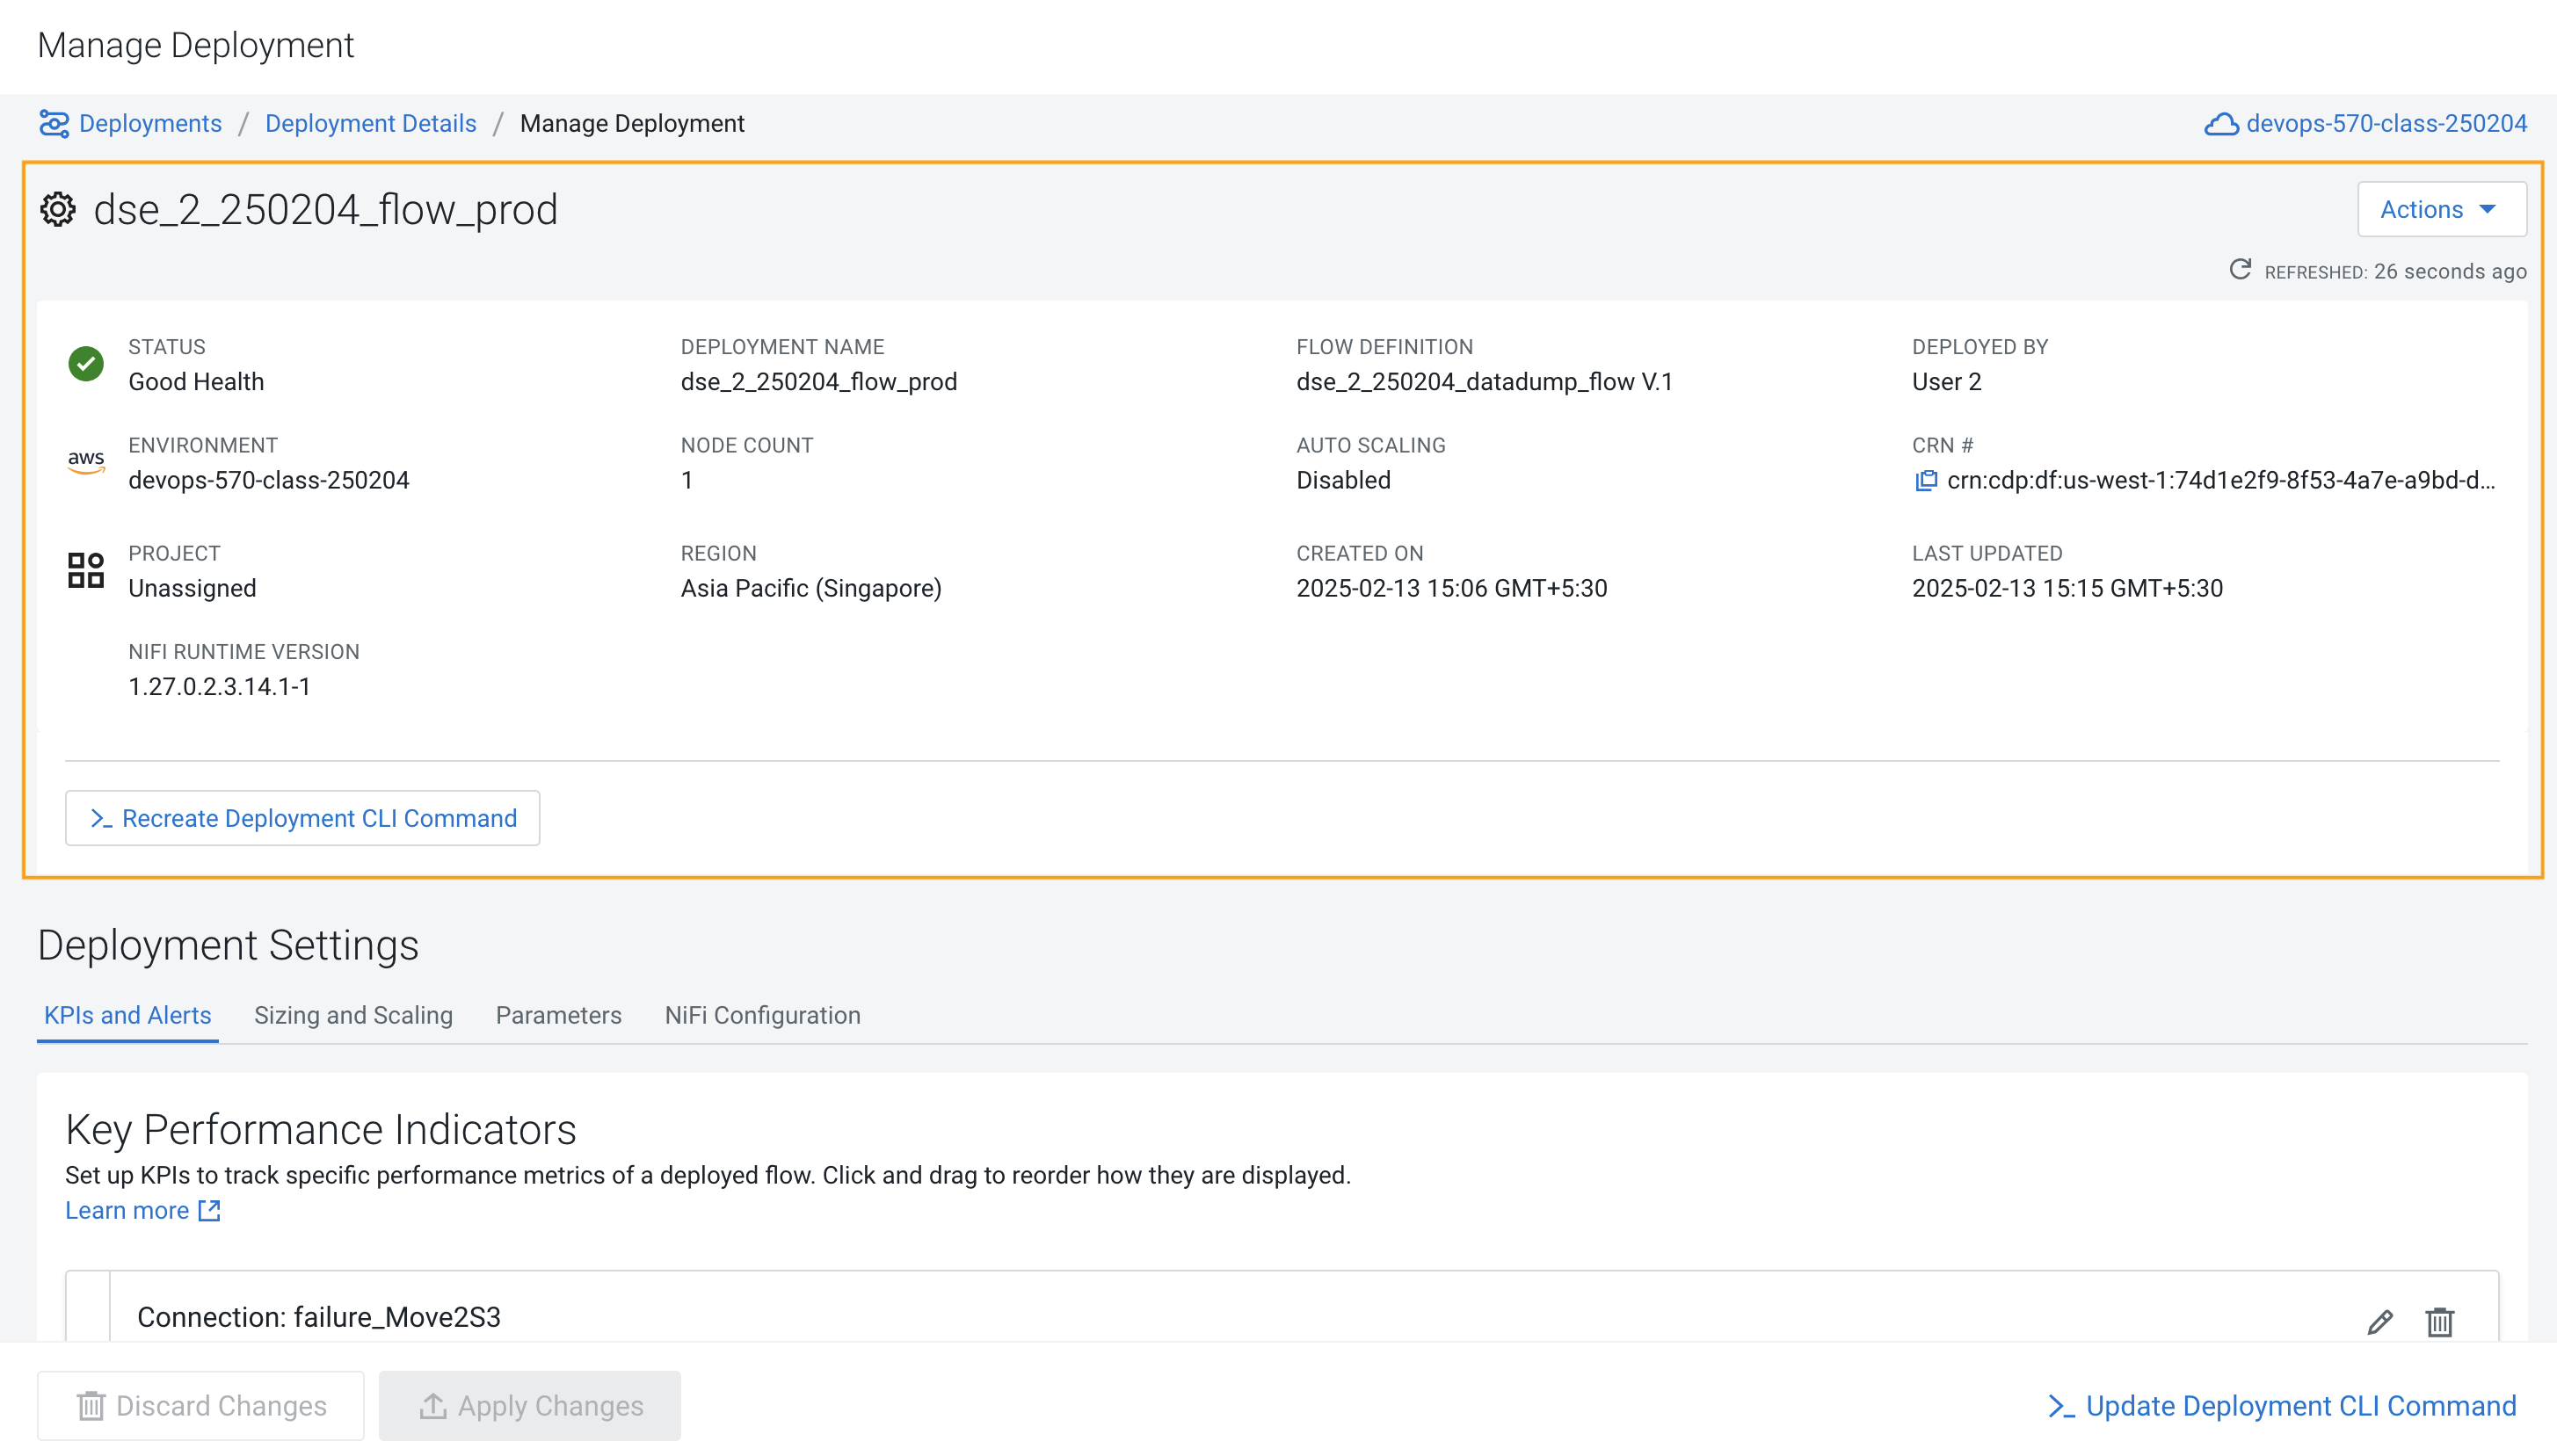 Manage Deployment
Deployments / Deployment Details / Manage Deployment
devops-570-class-250204
dse_2_250204_flow_prod
Actions
REFRESHED: 26 seconds ago
STATUS
Good Health
DEPLOYMENT NAME
dse_2_250204_flow_prod
FLOW DEFINITION
dse_2_250204_datadump_flow V.1
DEPLOYED BY
User 2
aws
ENVIRONMENT
devops-570-class-250204
NODE COUNT
1
AUTO SCALING
Disabled
CRN #
crn:cdp:df:us-west-1:74d1e2f9-8f53-4a7e-a9bd-d...
PROJECT
Unassigned
REGION
Asia Pacific (Singapore)
CREATED ON
2025-02-13 15:06 GMT+5:30
LAST UPDATED
2025-02-13 15:15 GMT+5:30
NIFI RUNTIME VERSION
1.27.0.2.3.14.1-1
>_ Recreate Deployment CLI Command
Deployment Settings
KPIs and Alerts
Sizing and Scaling
Parameters
NiFi Configuration
Key Performance Indicators
Set up KPIs to track specific performance metrics of a deployed flow. Click and drag to reorder how they are displayed.
Learn more
Connection: failure_Move2S3
Discard Changes
Apply Changes
>_ Update Deployment CLI Command